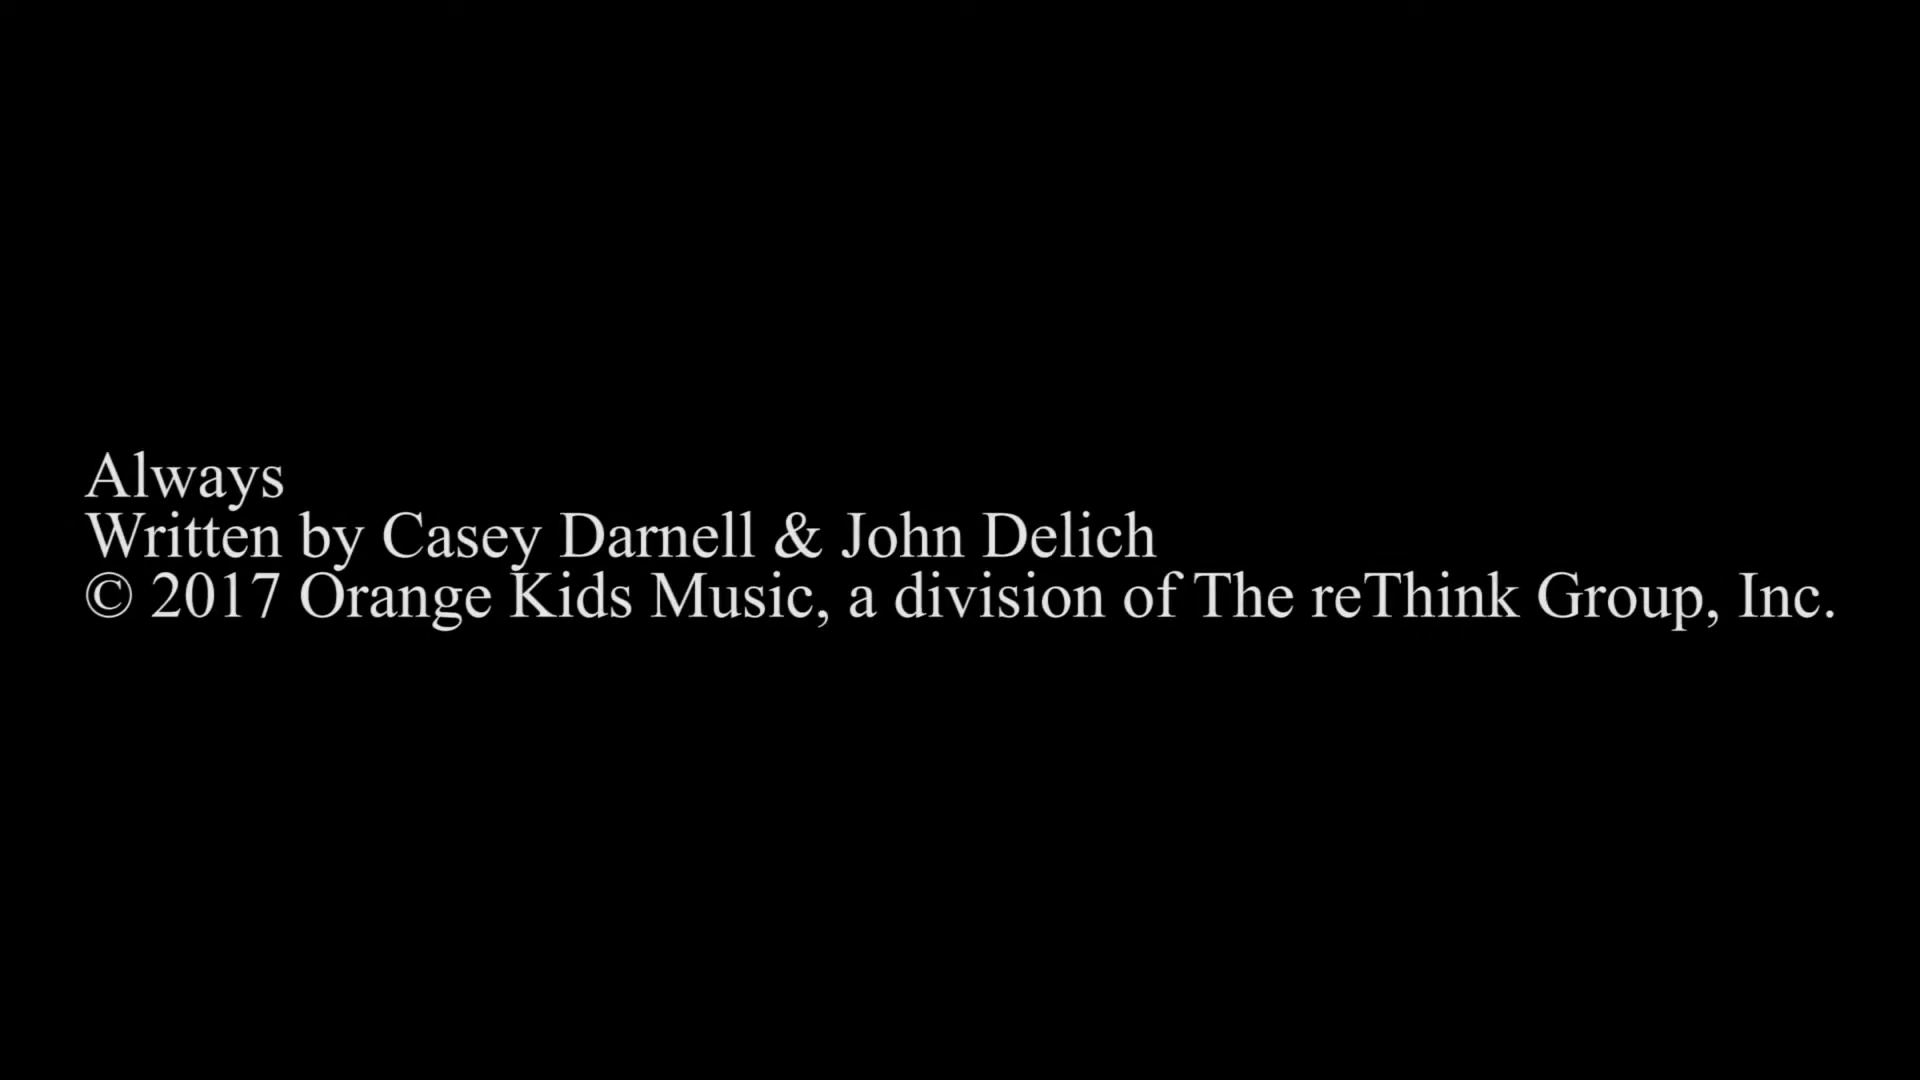 Always
Written by Casey Darnell & John Delich
© 2017 Orange Kids Music, a division of The reThink Group, Inc.